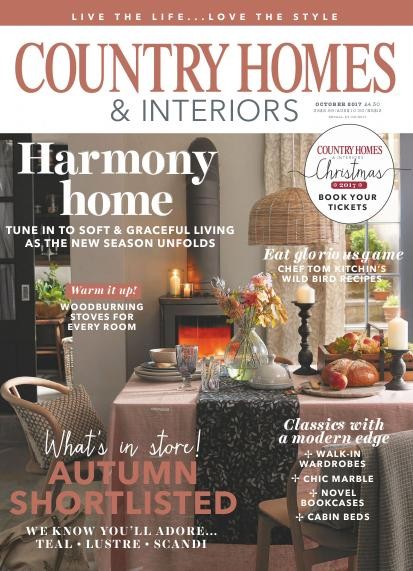 LIVE THE LIFE...LOVE THE STYLE
COUNTRY HOMES
& INTERIORS
OCTOBER 2017 £4.50
COUNTRY HOMES
& INTERIORS
Christmas
2017
BOOK YOUR
TICKETS
Harmony
home
TUNE IN TO SOFT & GRACEFUL LIVING
AS THE NEW SEASON UNFOLDS
Eat glorious game
CHEF TOM KITCHIN'S
WILD BIRD RECIPES
Warm it up!
WOODBURNING
STOVES FOR
EVERY ROOM
What's in store!
AUTUMN
SHORTLISTED
WE KNOW YOU'LL ADORE...
TEAL • LUSTRE • SCANDI
Classics with
a modern edge
✢ WALK-IN
WARDROBES
✢ CHIC MARBLE
✢ NOVEL
BOOKCASES
✢ CABIN BEDS